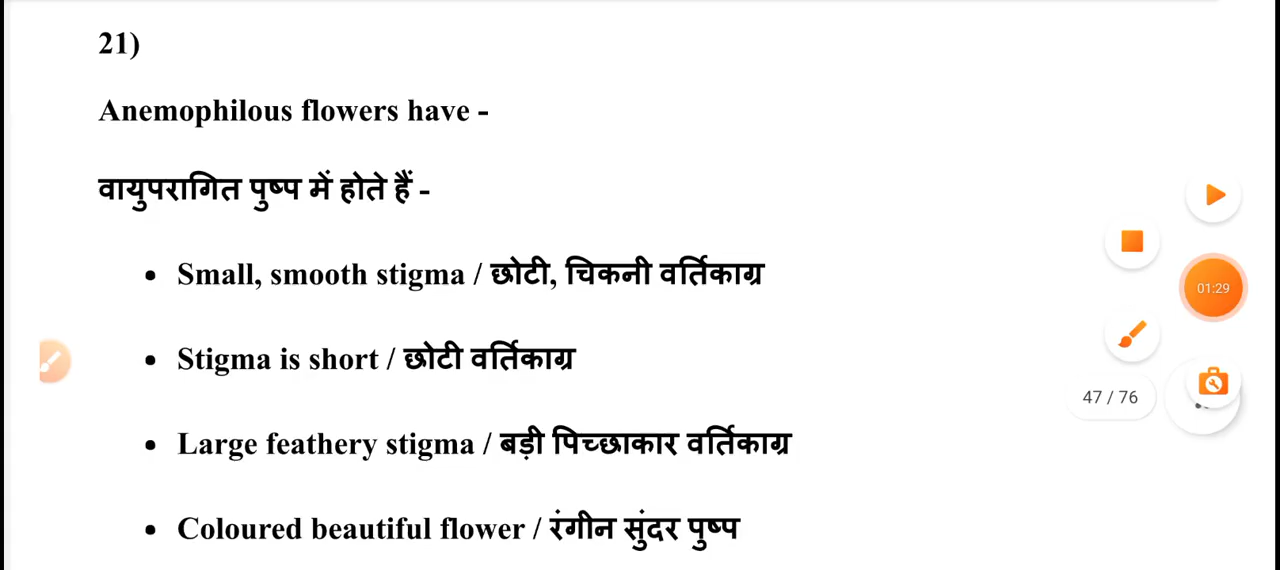 21)
Anemophilous flowers have -
वायुपरागित पुष्प में होते हैं -
• Small, smooth stigma / छोटी, चिकनी वर्तिकाग्र
• Stigma is short / छोटी वर्तिकाग्र
• Large feathery stigma / बड़ी पिच्छाकार वर्तिकाग्र
• Coloured beautiful flower / रंगीन सुंदर पुष्प
01:29
47 / 76